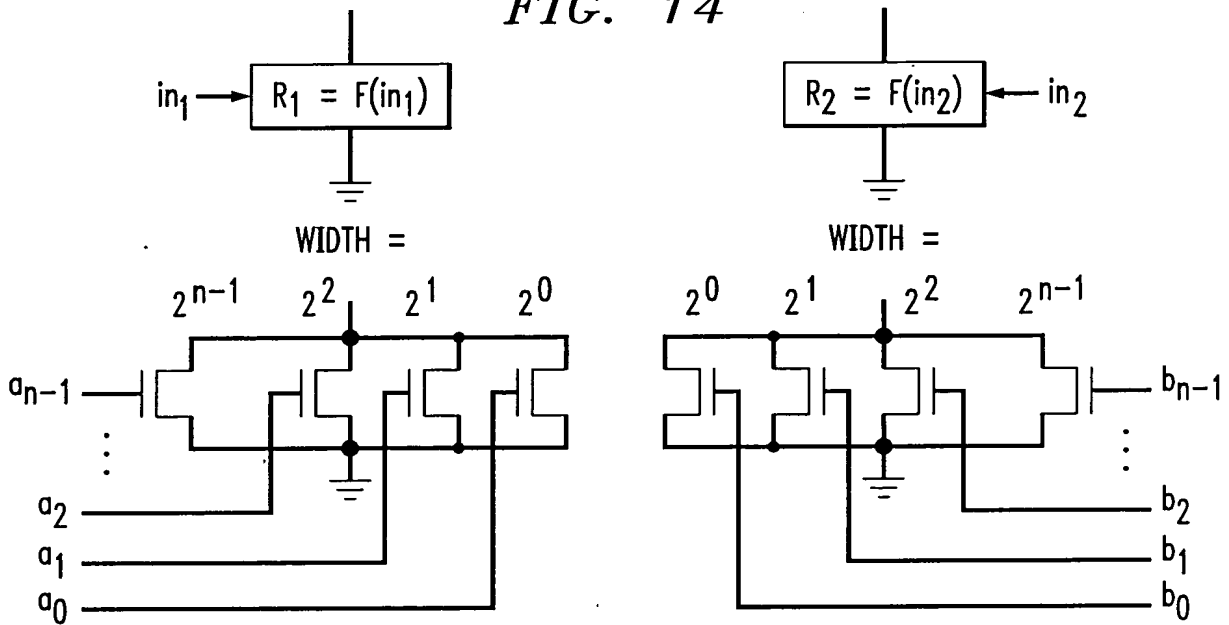 FIG. 14
in₁ R₁ = F(in₁) R₂ = F(in₂) in₂
WIDTH = WIDTH =
2ⁿ⁻¹ 2² 2¹ 2⁰ 2⁰ 2¹ 2² 2ⁿ⁻¹
aₙ₋₁ bₙ₋₁
a₂ b₂
a₁ b₁
a₀ b₀